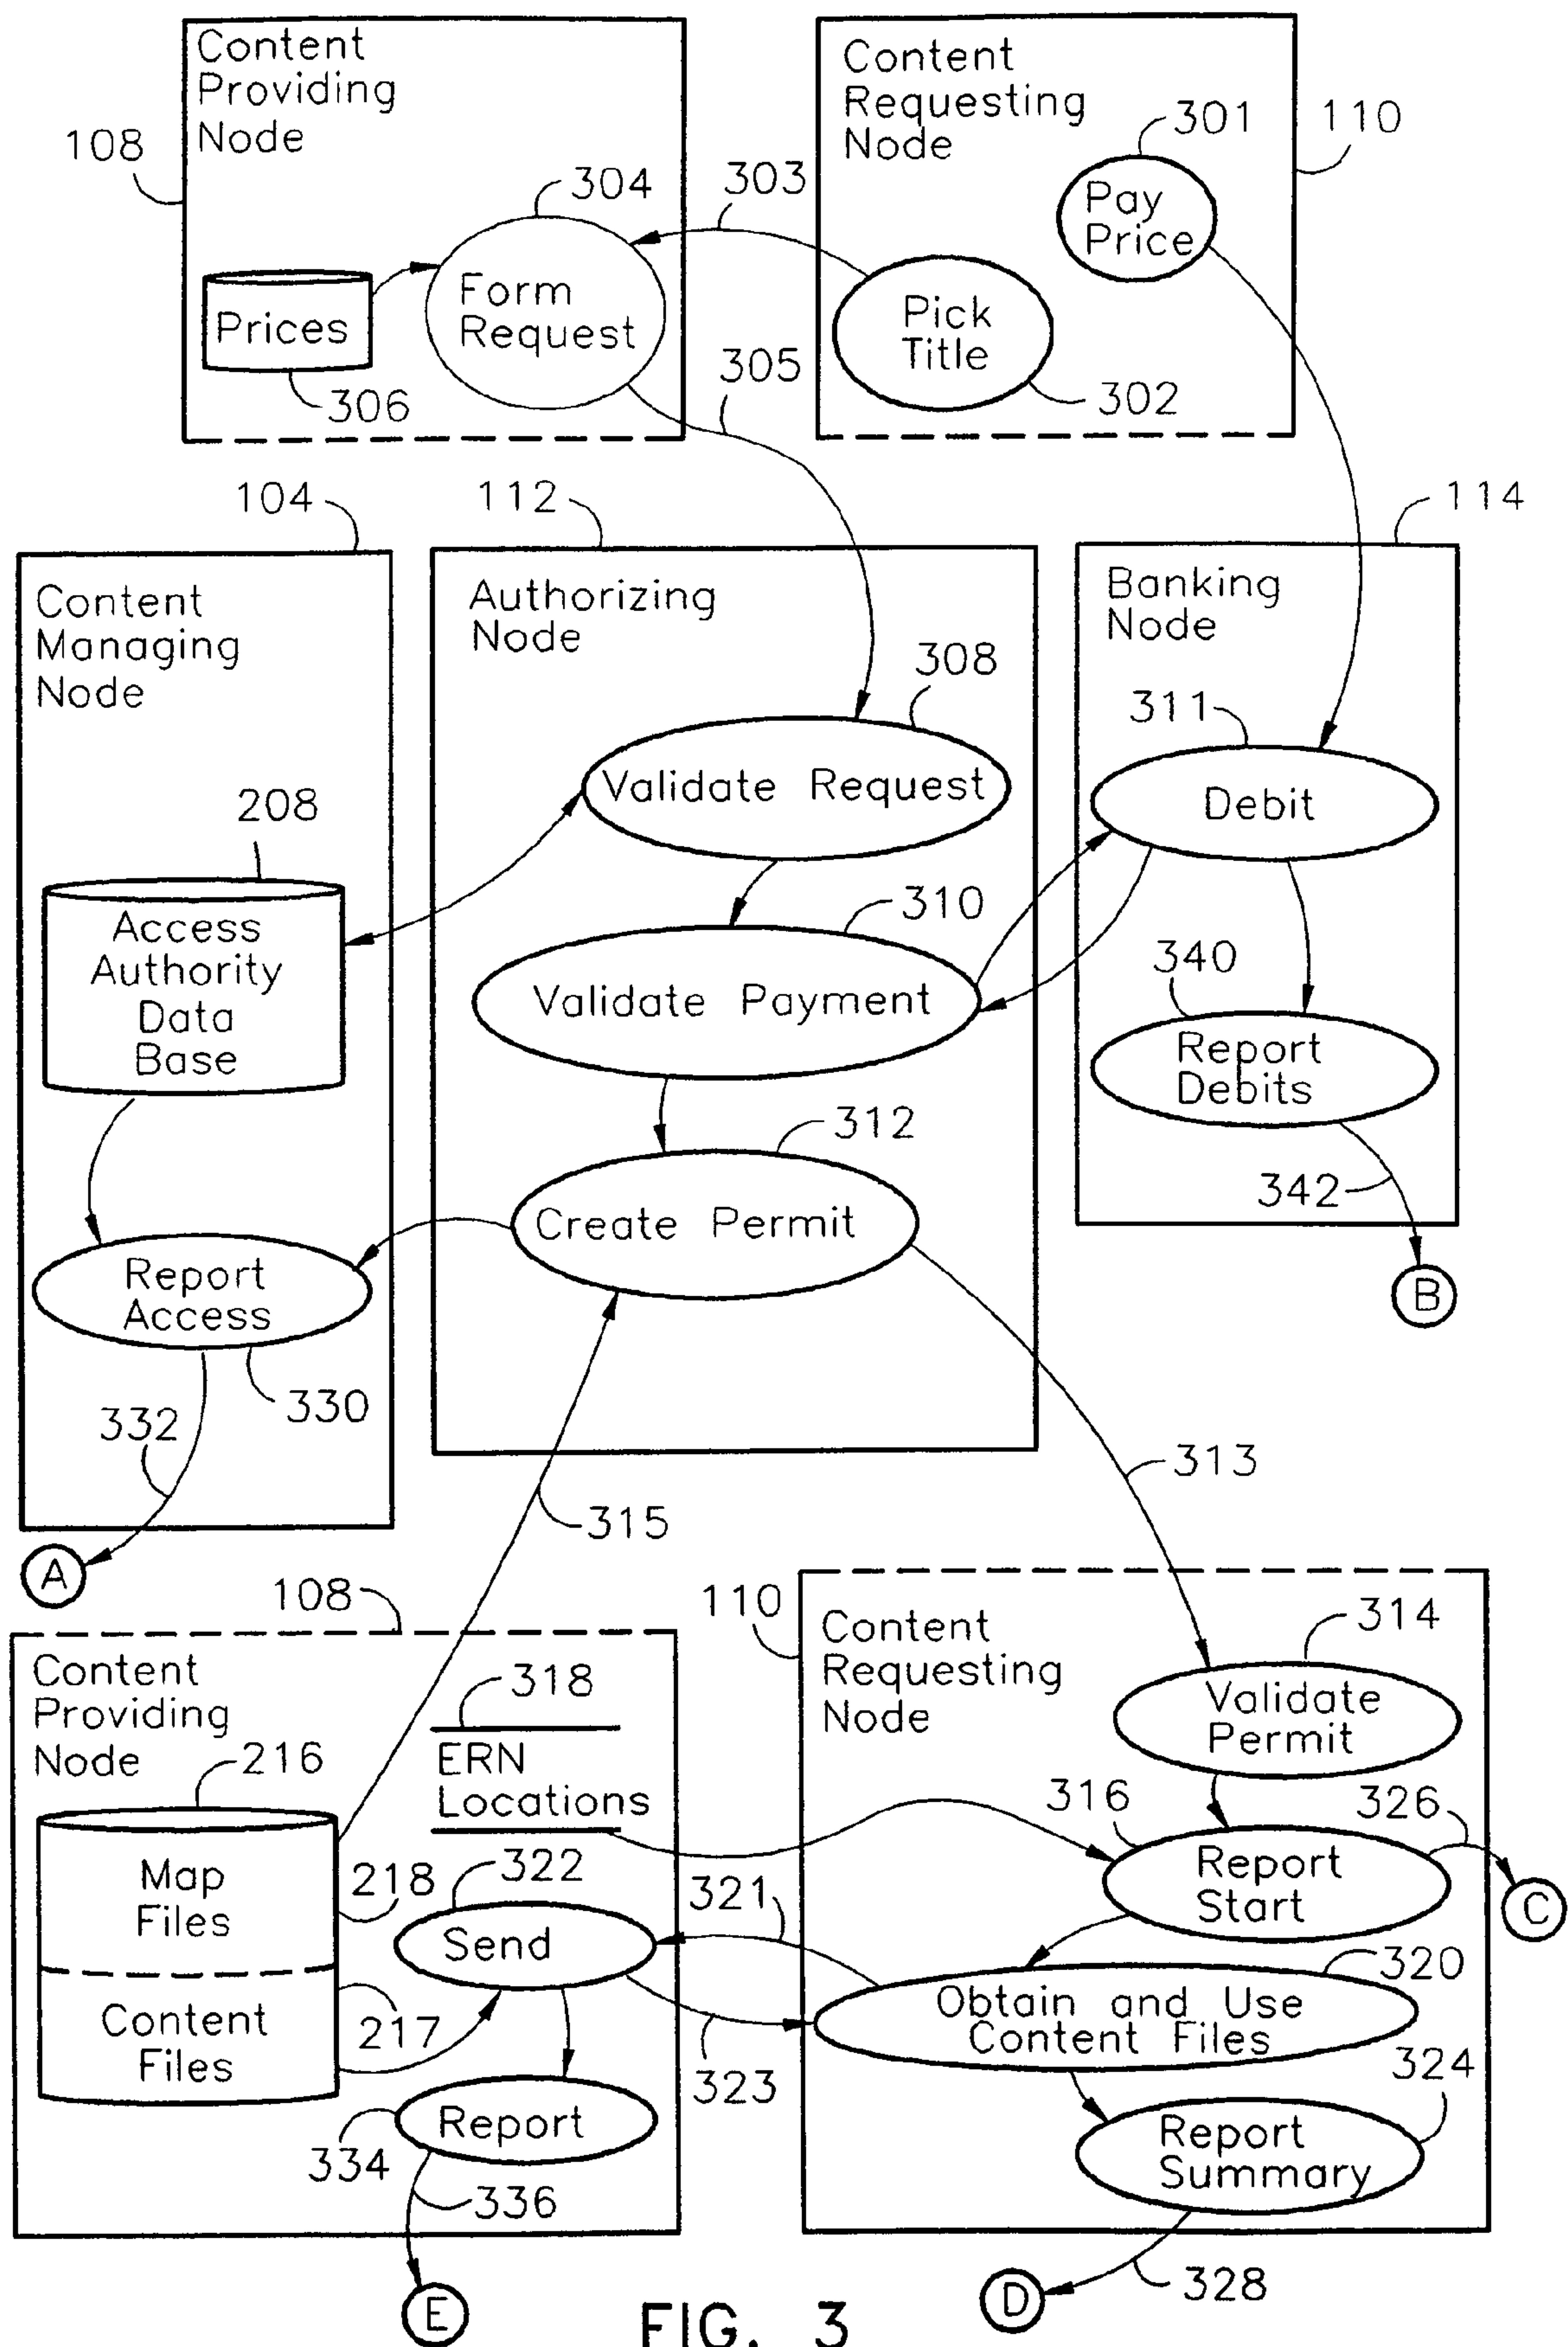 Content
Providing
Node
108
304
Prices
306
Form
Request
303
305
Content
Requesting
Node
110
301
Pay
Price
Pick
Title
302
104
Content
Managing
Node
208
Access
Authority
Data
Base
Report
Access
330
332
A
112
Authorizing
Node
308
Validate Request
310
Validate Payment
312
Create Permit
313
315
114
Banking
Node
311
Debit
340
Report
Debits
342
B
108
Content
Providing
Node
216
Map
Files
218
Content
Files
217
318
ERN
Locations
322
Send
321
323
Report
334
336
E
110
Content
Requesting
Node
314
Validate
Permit
316
326
Report
Start
C
320
Obtain and Use
Content Files
324
Report
Summary
328
D
FIG. 3